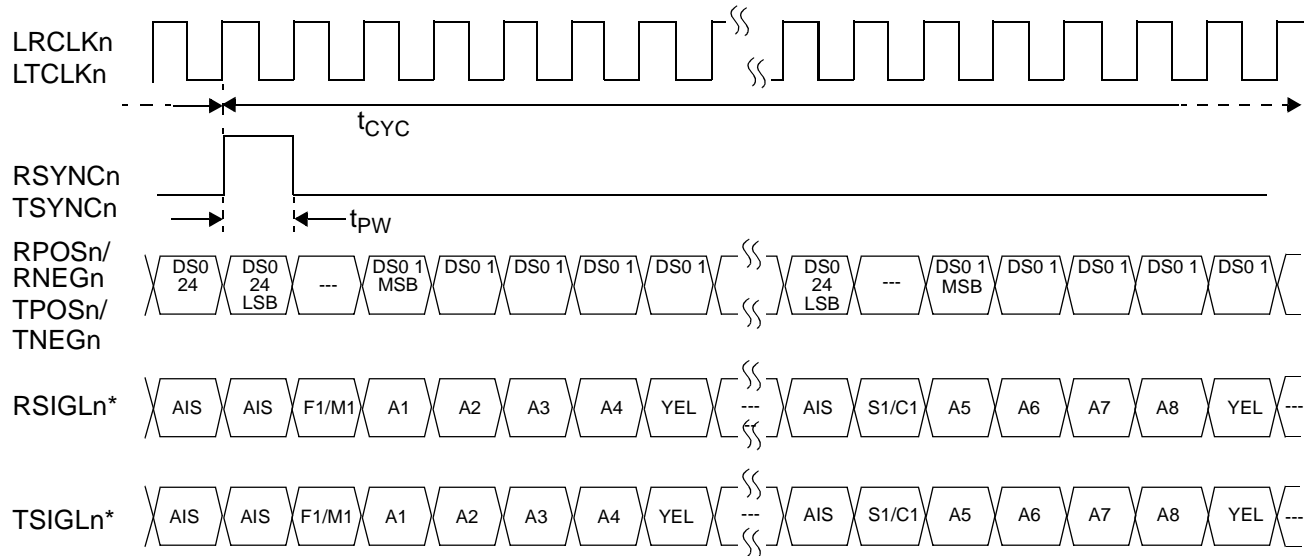 LRCLKn
LTCLKn
tCYC
RSYNCn
TSYNCn
tPW
RPOSn/
RNEGn
TPOSn/
TNEGn
DS0 24 DS0 24 LSB --- DS0 1 MSB DS0 1 DS0 1 DS0 1 DS0 1 DS0 24 LSB --- DS0 1 MSB DS0 1 DS0 1 DS0 1 DS0 1
RSIGLn* AIS AIS F1/M1 A1 A2 A3 A4 YEL --- AIS S1/C1 A5 A6 A7 A8 YEL ---
TSIGLn* AIS AIS F1/M1 A1 A2 A3 A4 YEL --- AIS S1/C1 A5 A6 A7 A8 YEL ---